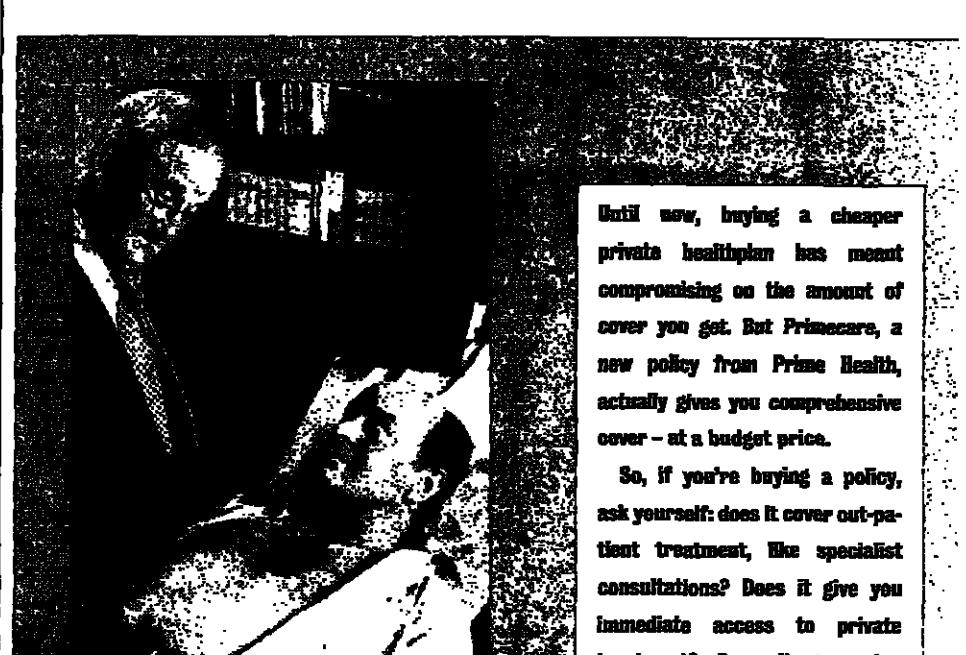 Until now, buying a cheaper
private healthplan has meant
compromising on the amount of
cover you get. But Primecare, a
new policy from Prime Health,
actually gives you comprehensive
cover – at a budget price.
So, if you're buying a policy,
ask yourself: does it cover out-pa-
tient treatment, like specialist
consultations? Does it give you
immediate access to private